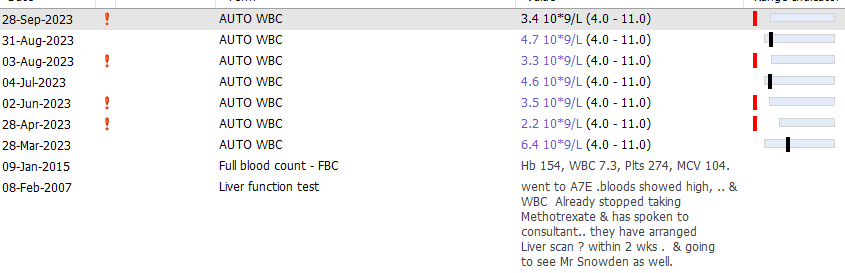 28-Sep-2023 AUTO WBC 3.4 10*9/L (4.0 - 11.0)
31-Aug-2023 AUTO WBC 4.7 10*9/L (4.0 - 11.0)
03-Aug-2023 AUTO WBC 3.3 10*9/L (4.0 - 11.0)
04-Jul-2023 AUTO WBC 4.6 10*9/L (4.0 - 11.0)
02-Jun-2023 AUTO WBC 3.5 10*9/L (4.0 - 11.0)
28-Apr-2023 AUTO WBC 2.2 10*9/L (4.0 - 11.0)
28-Mar-2023 AUTO WBC 6.4 10*9/L (4.0 - 11.0)
09-Jan-2015 Full blood count - FBC Hb 154, WBC 7.3, Plts 274, MCV 104.
08-Feb-2007 Liver function test went to A7E .bloods showed high, .. &
WBC Already stopped taking
Methotrexate & has spoken to
consultant.. they have arranged
Liver scan ? within 2 wks . & going
to see Mr Snowden as well.